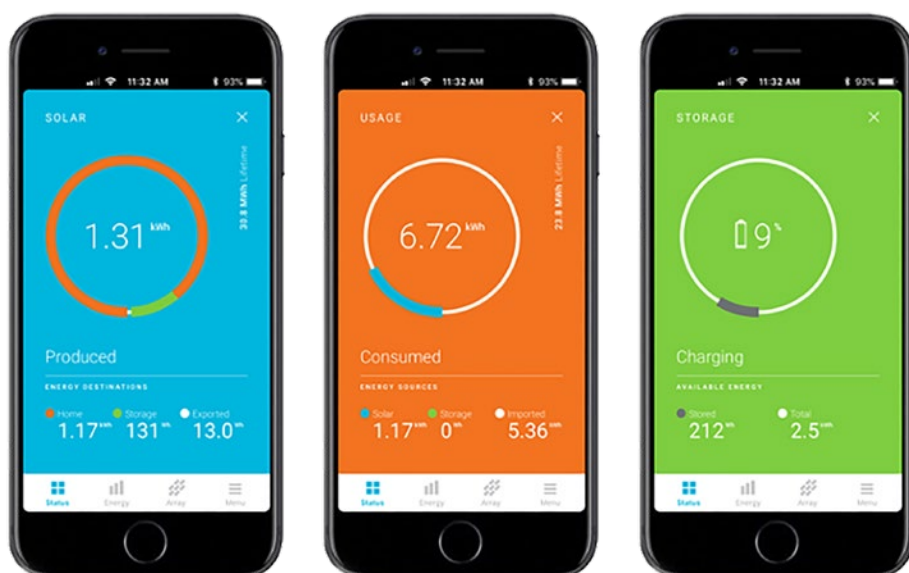 11:32 AM
93%
SOLAR
30.8 MWh Lifetime
1.31 kWh
Produced
ENERGY DESTINATIONS
Home Storage Exported
1.17 kWh 131 Wh 13.0 Wh
Status Energy Array Menu
11:32 AM
93%
USAGE
23.8 MWh Lifetime
6.72 kWh
Consumed
ENERGY SOURCES
Solar Storage Imported
1.17 kWh 0 Wh 5.36 kWh
Status Energy Array Menu
11:32 AM
93%
STORAGE
9%
Charging
AVAILABLE ENERGY
Stored Total
212 Wh 2.5 kWh
Status Energy Array Menu